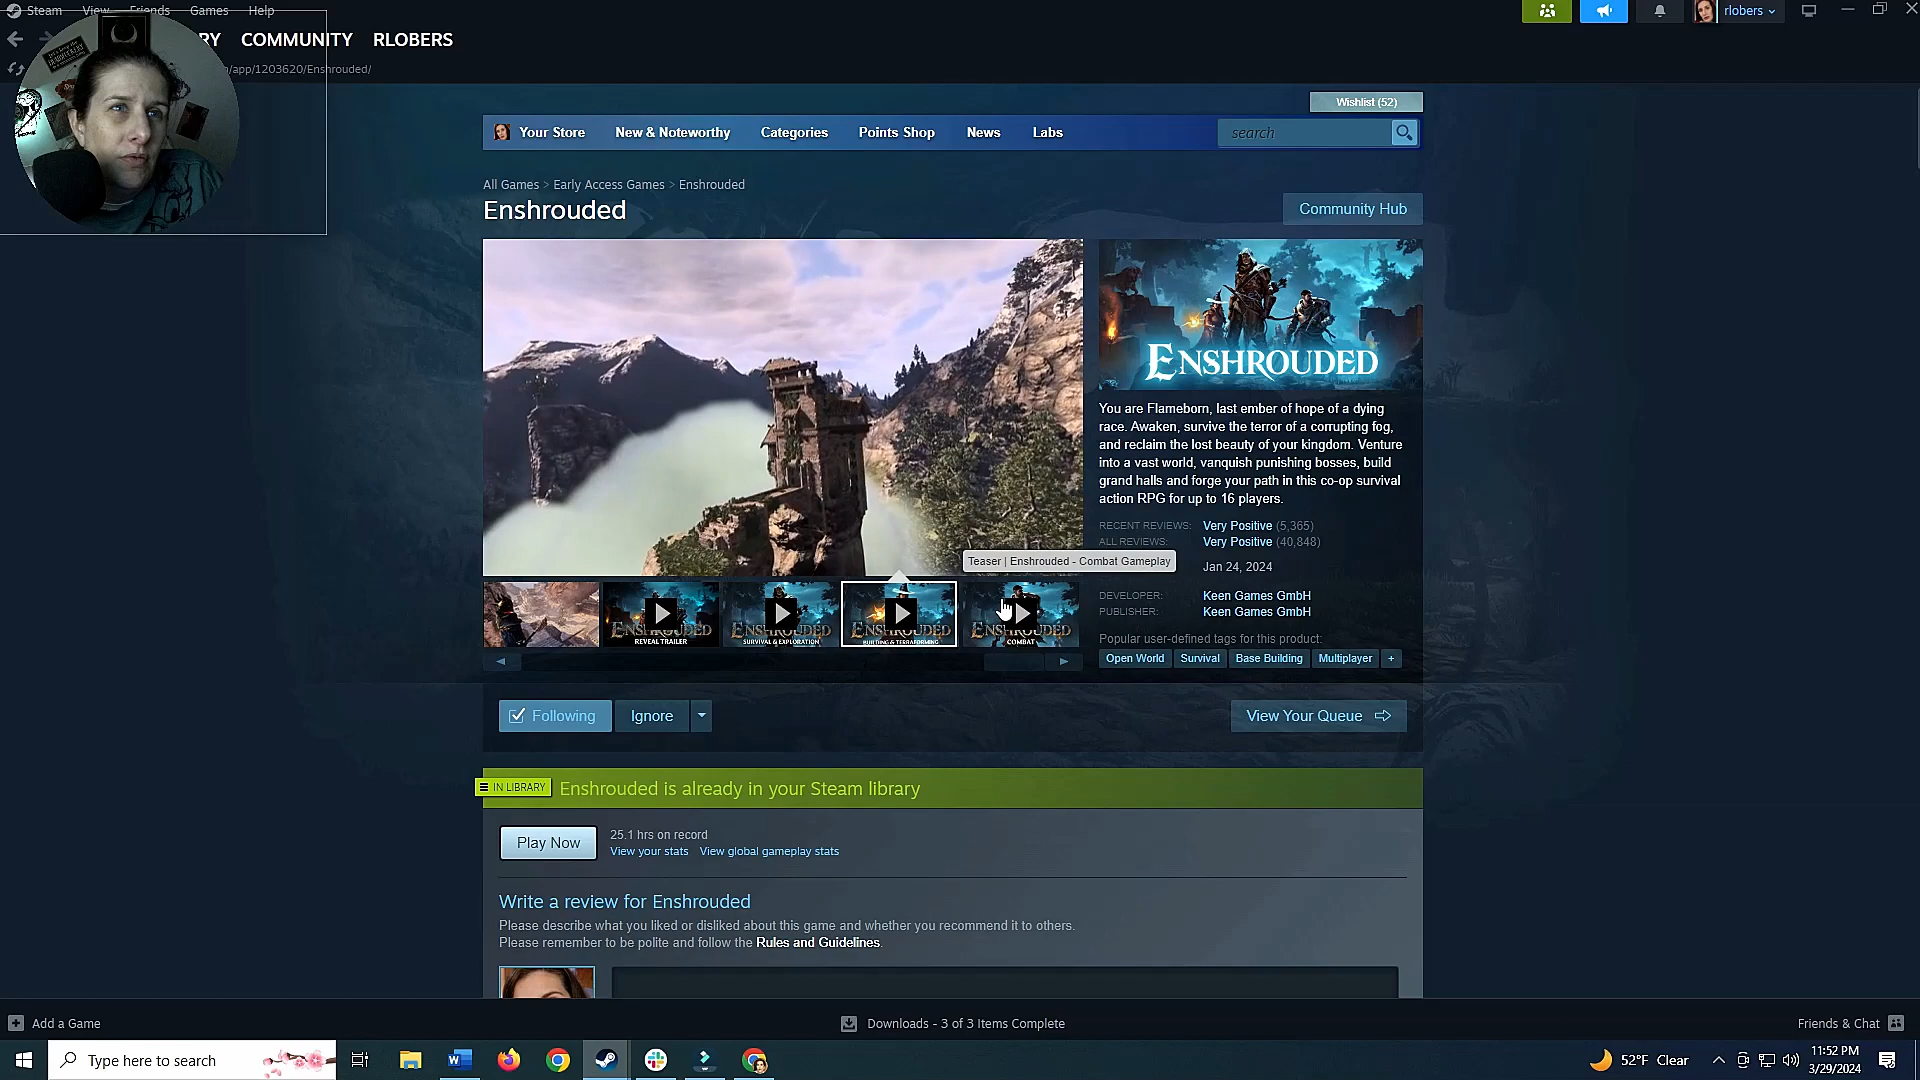 Steam View Friends Games Help
rlobers
RY COMMUNITY RLOBERS
/app/1203620/Enshrouded/
Wishlist (52)
Your Store New & Noteworthy Categories Points Shop News Labs
search
All Games > Early Access Games > Enshrouded
Enshrouded
Community Hub
ENSHROUDED
You are Flameborn, last ember of hope of a dying
race. Awaken, survive the terror of a corrupting fog,
and reclaim the lost beauty of your kingdom. Venture
into a vast world, vanquish punishing bosses, build
grand halls and forge your path in this co-op survival
action RPG for up to 16 players.
RECENT REVIEWS: Very Positive (5,365)
ALL REVIEWS: Very Positive (40,848)
Jan 24, 2024
DEVELOPER: Keen Games GmbH
PUBLISHER: Keen Games GmbH
Popular user-defined tags for this product:
Open World Survival Base Building Multiplayer +
Teaser | Enshrouded - Combat Gameplay
ENSHROUDED
REVEAL TRAILER
ENSHROUDED
SURVIVAL & EXPLORATION
ENSHROUDED
BUILDING & TERRAFORMING
ENSHROUDED
COMBAT
Following Ignore
View Your Queue
IN LIBRARY Enshrouded is already in your Steam library
Play Now
25.1 hrs on record
View your stats View global gameplay stats
Write a review for Enshrouded
Please describe what you liked or disliked about this game and whether you recommend it to others.
Please remember to be polite and follow the Rules and Guidelines.
Add a Game
Downloads - 3 of 3 Items Complete
Friends & Chat
Type here to search
52°F Clear
11:52 PM
3/29/2024